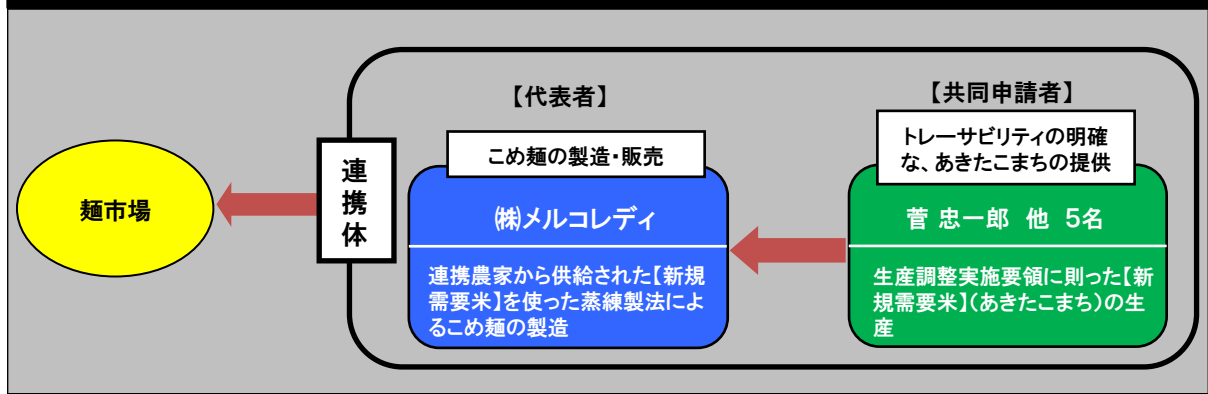 【代表者】
【共同申請者】
こめ麺の製造・販売
トレーサビリティの明確
な、あきたこまちの提供
連
携
体
麺市場
㈱メルコレディ
菅 忠一郎 他 5名
連携農家から供給された【新規
需要米】を使った蒸練製法によ
るこめ麺の製造
生産調整実施要領に則った【新
規需要米】(あきたこまち)の生
産